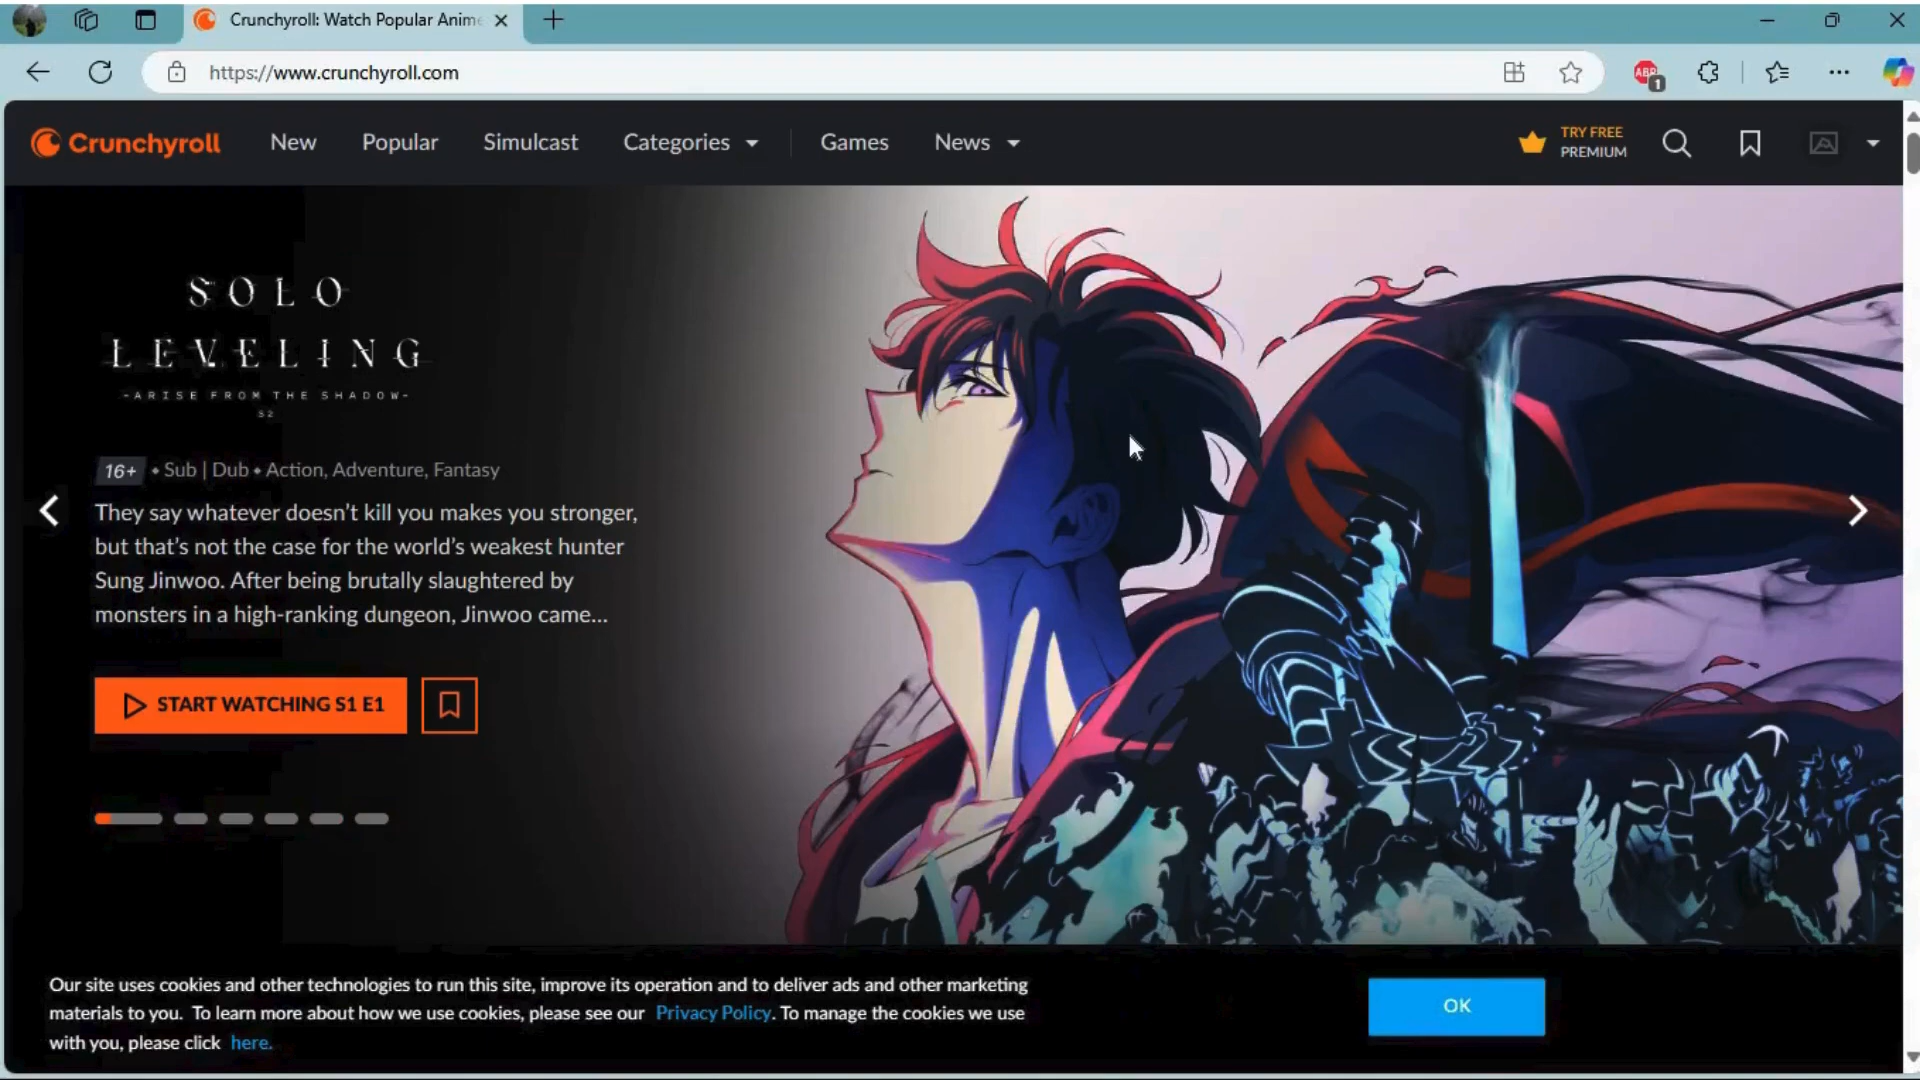 Crunchyroll: Watch Popular Anime
https://www.crunchyroll.com
ABP
1
Crunchyroll
New
Popular
Simulcast
Categories
Games
News
TRY FREE
PREMIUM
SOLO
LEVELING
-ARISE FROM THE SHADOW-
S2
16+ • Sub | Dub • Action, Adventure, Fantasy
They say whatever doesn’t kill you makes you stronger,
but that’s not the case for the world’s weakest hunter
Sung Jinwoo. After being brutally slaughtered by
monsters in a high-ranking dungeon, Jinwoo came...
START WATCHING S1 E1
Our site uses cookies and other technologies to run this site, improve its operation and to deliver ads and other marketing
materials to you. To learn more about how we use cookies, please see our Privacy Policy. To manage the cookies we use
with you, please click here.
OK